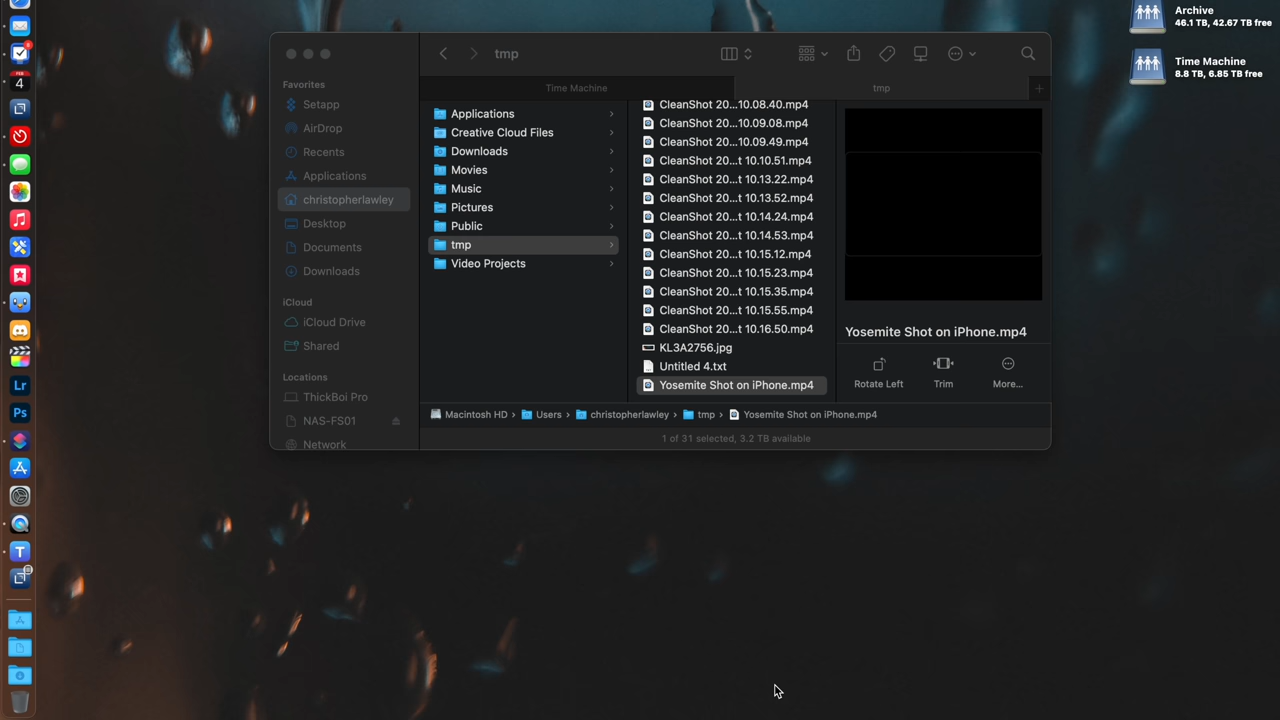 Archive
46.1 TB, 42.67 TB free
Time Machine
8.8 TB, 6.85 TB free
FEB
4
Lr
Ps
T
tmp
Time Machine
tmp
Favorites
Setapp
AirDrop
Recents
Applications
christopherlawley
Desktop
Documents
Downloads
iCloud
iCloud Drive
Shared
Locations
ThickBoi Pro
NAS-FS01
Network
Applications
Creative Cloud Files
Downloads
Movies
Music
Pictures
Public
tmp
Video Projects
CleanShot 20...10.08.40.mp4
CleanShot 20...10.09.08.mp4
CleanShot 20...10.09.49.mp4
CleanShot 20...t 10.10.51.mp4
CleanShot 20...t 10.13.22.mp4
CleanShot 20...t 10.13.52.mp4
CleanShot 20...t 10.14.24.mp4
CleanShot 20...t 10.14.53.mp4
CleanShot 20...t 10.15.12.mp4
CleanShot 20...t 10.15.23.mp4
CleanShot 20...t 10.15.35.mp4
CleanShot 20...t 10.15.55.mp4
CleanShot 20...t 10.16.50.mp4
KL3A2756.jpg
Untitled 4.txt
Yosemite Shot on iPhone.mp4
Yosemite Shot on iPhone.mp4
Rotate Left
Trim
More...
Macintosh HD › Users › christopherlawley › tmp › Yosemite Shot on iPhone.mp4
1 of 31 selected, 3.2 TB available